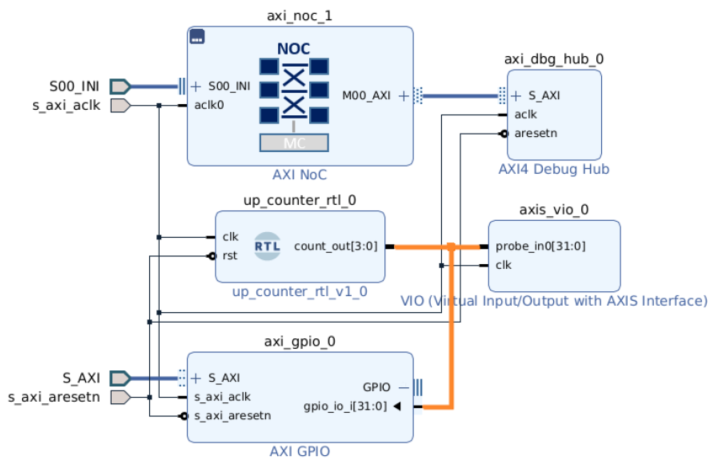 axi_noc_1
NOC
S00_INI
S00_INI
M00_AXI
s_axi_aclk
aclk0
MC
AXI NoC
axi_dbg_hub_0
S_AXI
aclk
aresetn
AXI4 Debug Hub
up_counter_rtl_0
clk
RTL
count_out[3:0]
rst
up_counter_rtl_v1_0
axis_vio_0
probe_in0[31:0]
clk
VIO (Virtual Input/Output with AXIS Interface)
axi_gpio_0
S_AXI
S_AXI
GPIO
s_axi_aresetn
s_axi_aclk
gpio_io_i[31:0]
s_axi_aresetn
AXI GPIO